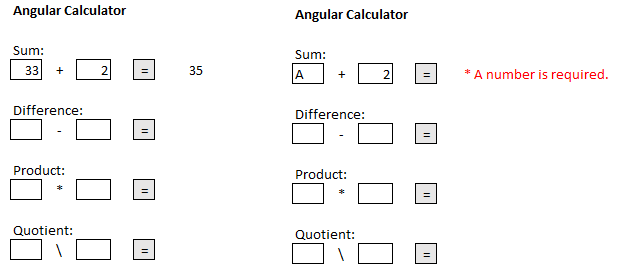 Angular Calculator
Sum:
33 + 2 = 35
Difference:
- =
Product:
* =
Quotient:
\ =
Angular Calculator
Sum:
A + 2 = * A number is required.
Difference:
- =
Product:
* =
Quotient:
\ =